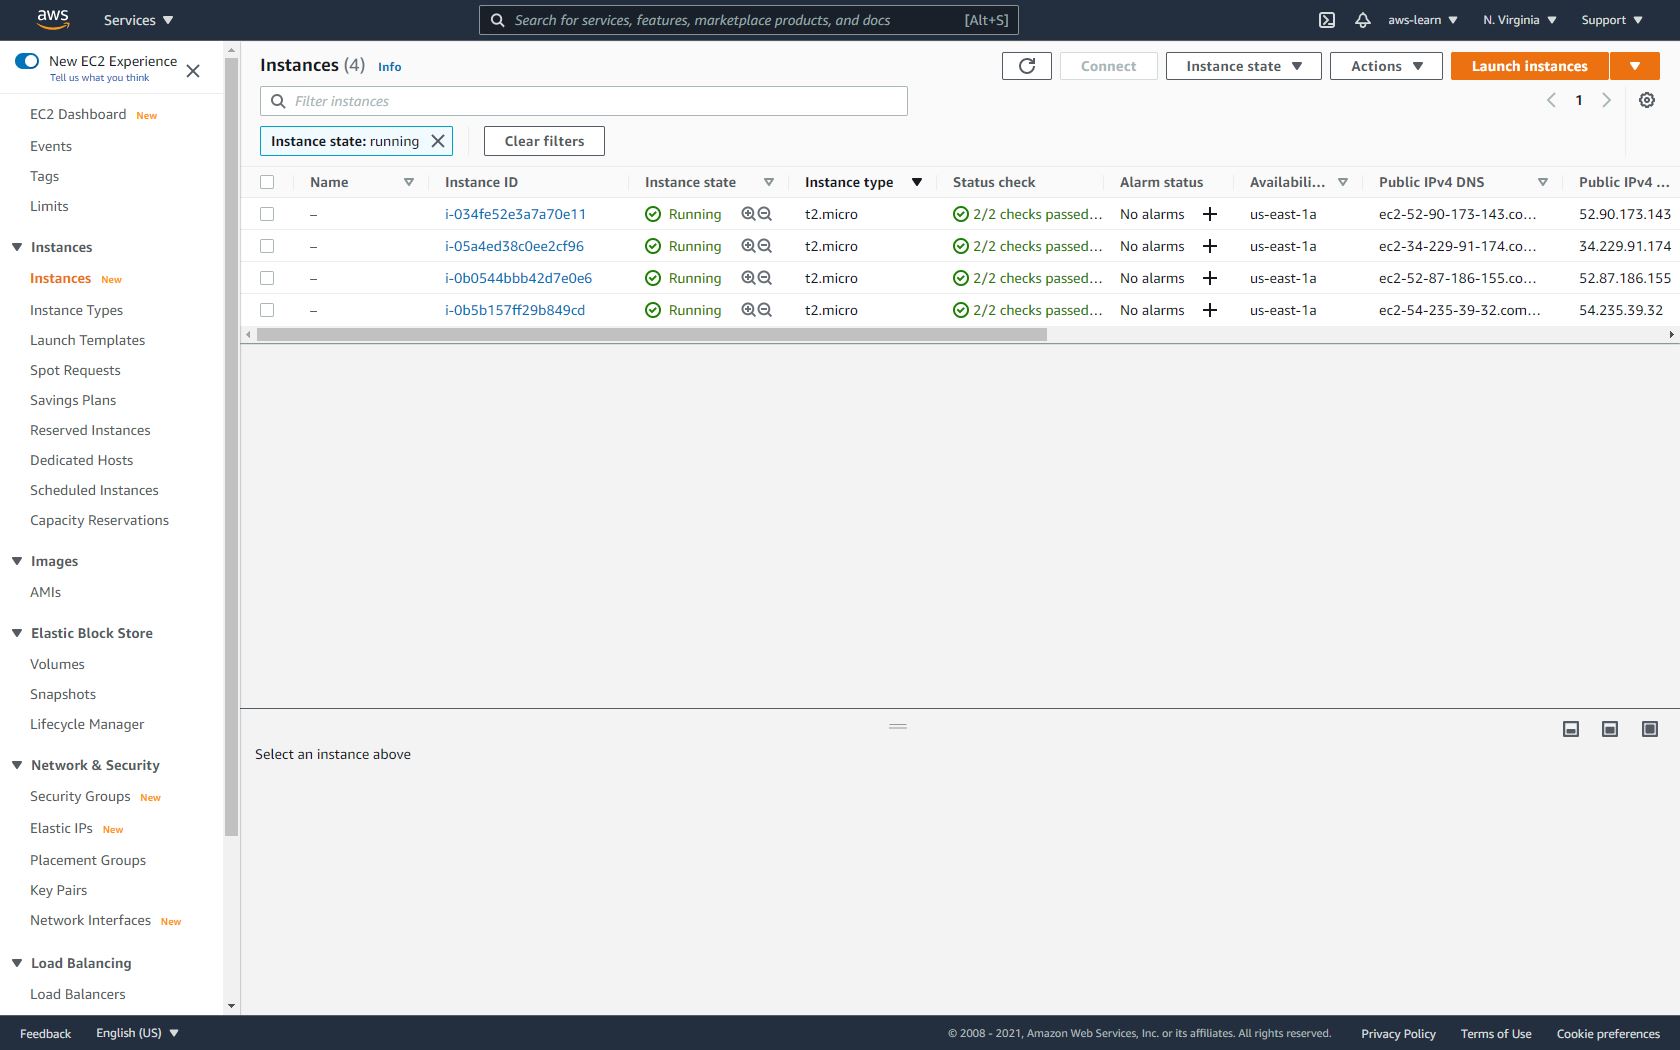 aws
Services
Search for services, features, marketplace products, and docs [Alt+S]
aws-learn
N. Virginia
Support
New EC2 Experience
Tell us what you think
EC2 Dashboard New
Events
Tags
Limits
Instances
Instances New
Instance Types
Launch Templates
Spot Requests
Savings Plans
Reserved Instances
Dedicated Hosts
Scheduled Instances
Capacity Reservations
Images
AMIs
Elastic Block Store
Volumes
Snapshots
Lifecycle Manager
Network & Security
Security Groups New
Elastic IPs New
Placement Groups
Key Pairs
Network Interfaces New
Load Balancing
Load Balancers
Instances (4) Info
Connect
Instance state
Actions
Launch instances
Filter instances
1
Instance state: running
Clear filters
Name Instance ID Instance state Instance type Status check Alarm status Availabili... Public IPv4 DNS Public IPv4 ...
– i-034fe52e3a7a70e11 Running t2.micro 2/2 checks passed... No alarms + us-east-1a ec2-52-90-173-143.co... 52.90.173.143
– i-05a4ed38c0ee2cf96 Running t2.micro 2/2 checks passed... No alarms + us-east-1a ec2-34-229-91-174.co... 34.229.91.174
– i-0b0544bbb42d7e0e6 Running t2.micro 2/2 checks passed... No alarms + us-east-1a ec2-52-87-186-155.co... 52.87.186.155
– i-0b5b157ff29b849cd Running t2.micro 2/2 checks passed... No alarms + us-east-1a ec2-54-235-39-32.com... 54.235.39.32
Select an instance above
Feedback
English (US)
© 2008 - 2021, Amazon Web Services, Inc. or its affiliates. All rights reserved.
Privacy Policy
Terms of Use
Cookie preferences